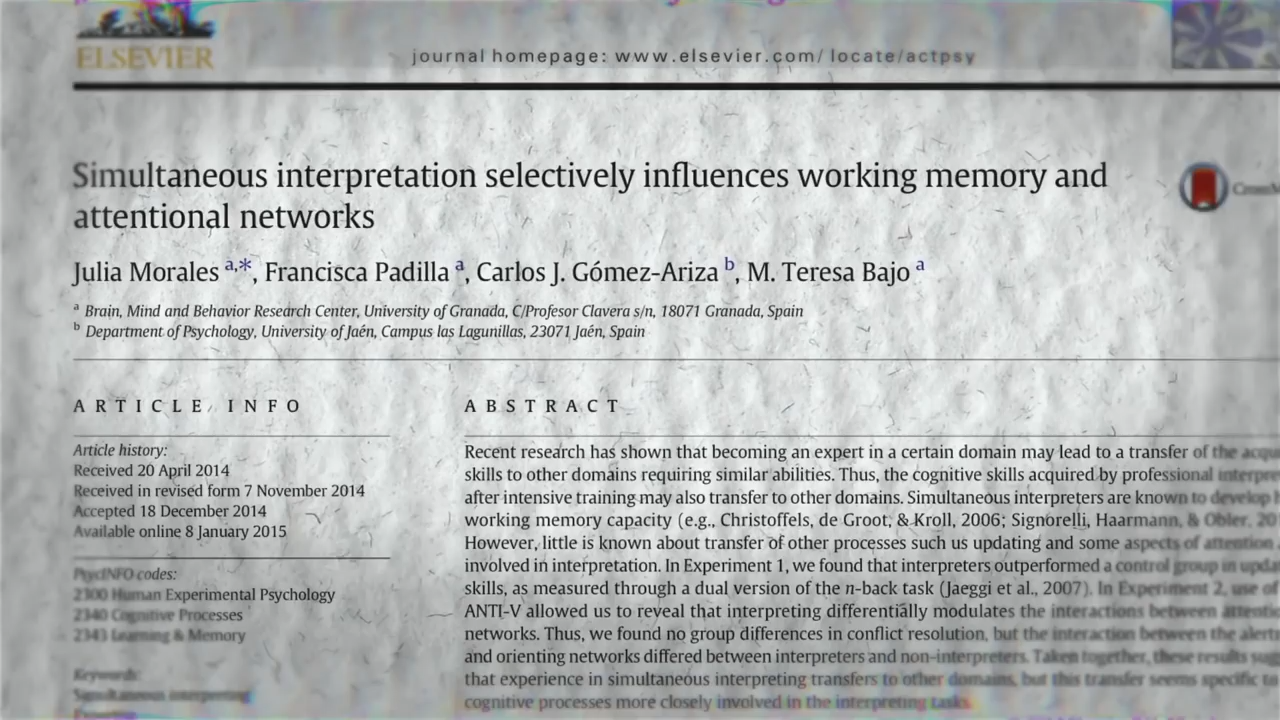 ELSEVIER
journal homepage: www.elsevier.com/ locate/actpsy
Simultaneous interpretation selectively influences working memory and
attentional networks
Julia Morales a,*, Francisca Padilla a, Carlos J. Gómez-Ariza b, M. Teresa Bajo a
a Brain, Mind and Behavior Research Center, University of Granada, C/Profesor Clavera s/n, 18071 Granada, Spain
b Department of Psychology, University of Jaén, Campus las Lagunillas, 23071 Jaén, Spain
ARTICLE INFO
ABSTRACT
Article history:
Received 20 April 2014
Received in revised form 7 November 2014
Accepted 18 December 2014
Available online 8 January 2015
PsycINFO codes:
2300 Human Experimental Psychology
2340 Cognitive Processes
2343 Learning & Memory
Keywords:
Simultaneous interpreting
Recent research has shown that becoming an expert in a certain domain may lead to a transfer of the
skills to other domains requiring similar abilities. Thus, the cognitive skills acquired by professional
after intensive training may also transfer to other domains. Simultaneous interpreters are known to develop
working memory capacity (e.g., Christoffels, de Groot, & Kroll, 2006; Signorelli, Haarmann, & Obler,
However, little is known about transfer of other processes such us updating and some aspects of attention
involved in interpretation. In Experiment 1, we found that interpreters outperformed a control group in
skills, as measured through a dual version of the n-back task (Jaeggi et al., 2007). In Experiment 2, use of
ANTI-V allowed us to reveal that interpreting differentially modulates the interactions between
networks. Thus, we found no group differences in conflict resolution, but the interaction between the
and orienting networks differed between interpreters and non-interpreters. Taken together, these results
that experience in simultaneous interpreting transfers to other domains, but this transfer seems specific to
cognitive processes more closely involved in the interpreting tasks.